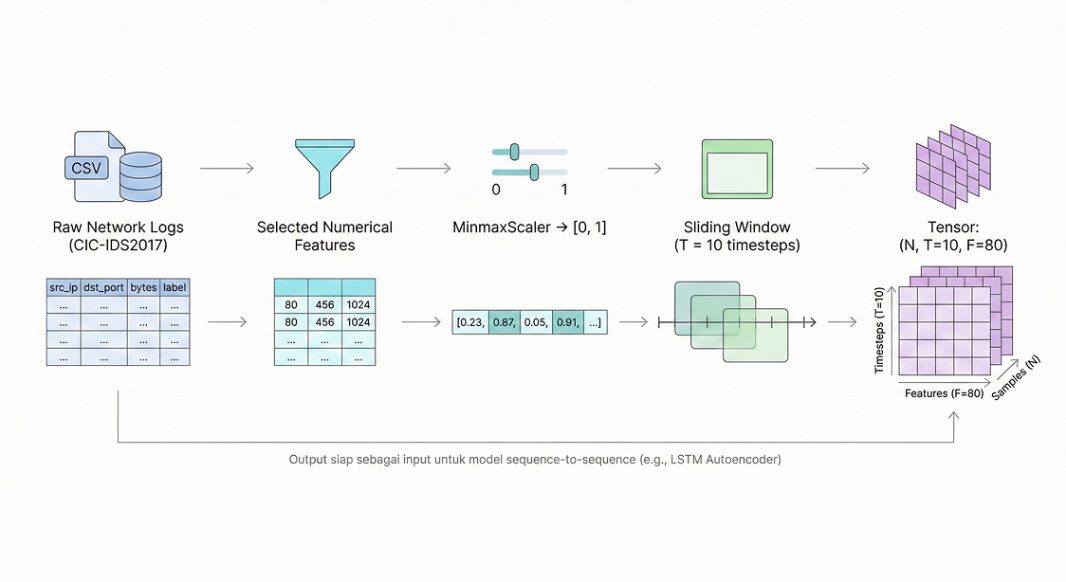 CSV
Raw Network Logs
(CIC-IDS2017)
Selected Numerical
Features
0 1
MinmaxScaler → [0, 1]
Sliding Window
(T = 10 timesteps)
Tensor:
(N, T=10, F=80)
src_ip dst_port bytes label
... ... ... ...
... ... ... ...
... ... ... ...
... ... ... ...
80 456 1024
80 456 1024
... ... ...
... ... ...
[0.23, 0.87, 0.05, 0.91, ...]
Timesteps (T=10)
Features (F=80)
Samples (N)
Output siap sebagai input untuk model sequence-to-sequence (e.g., LSTM Autoencoder)